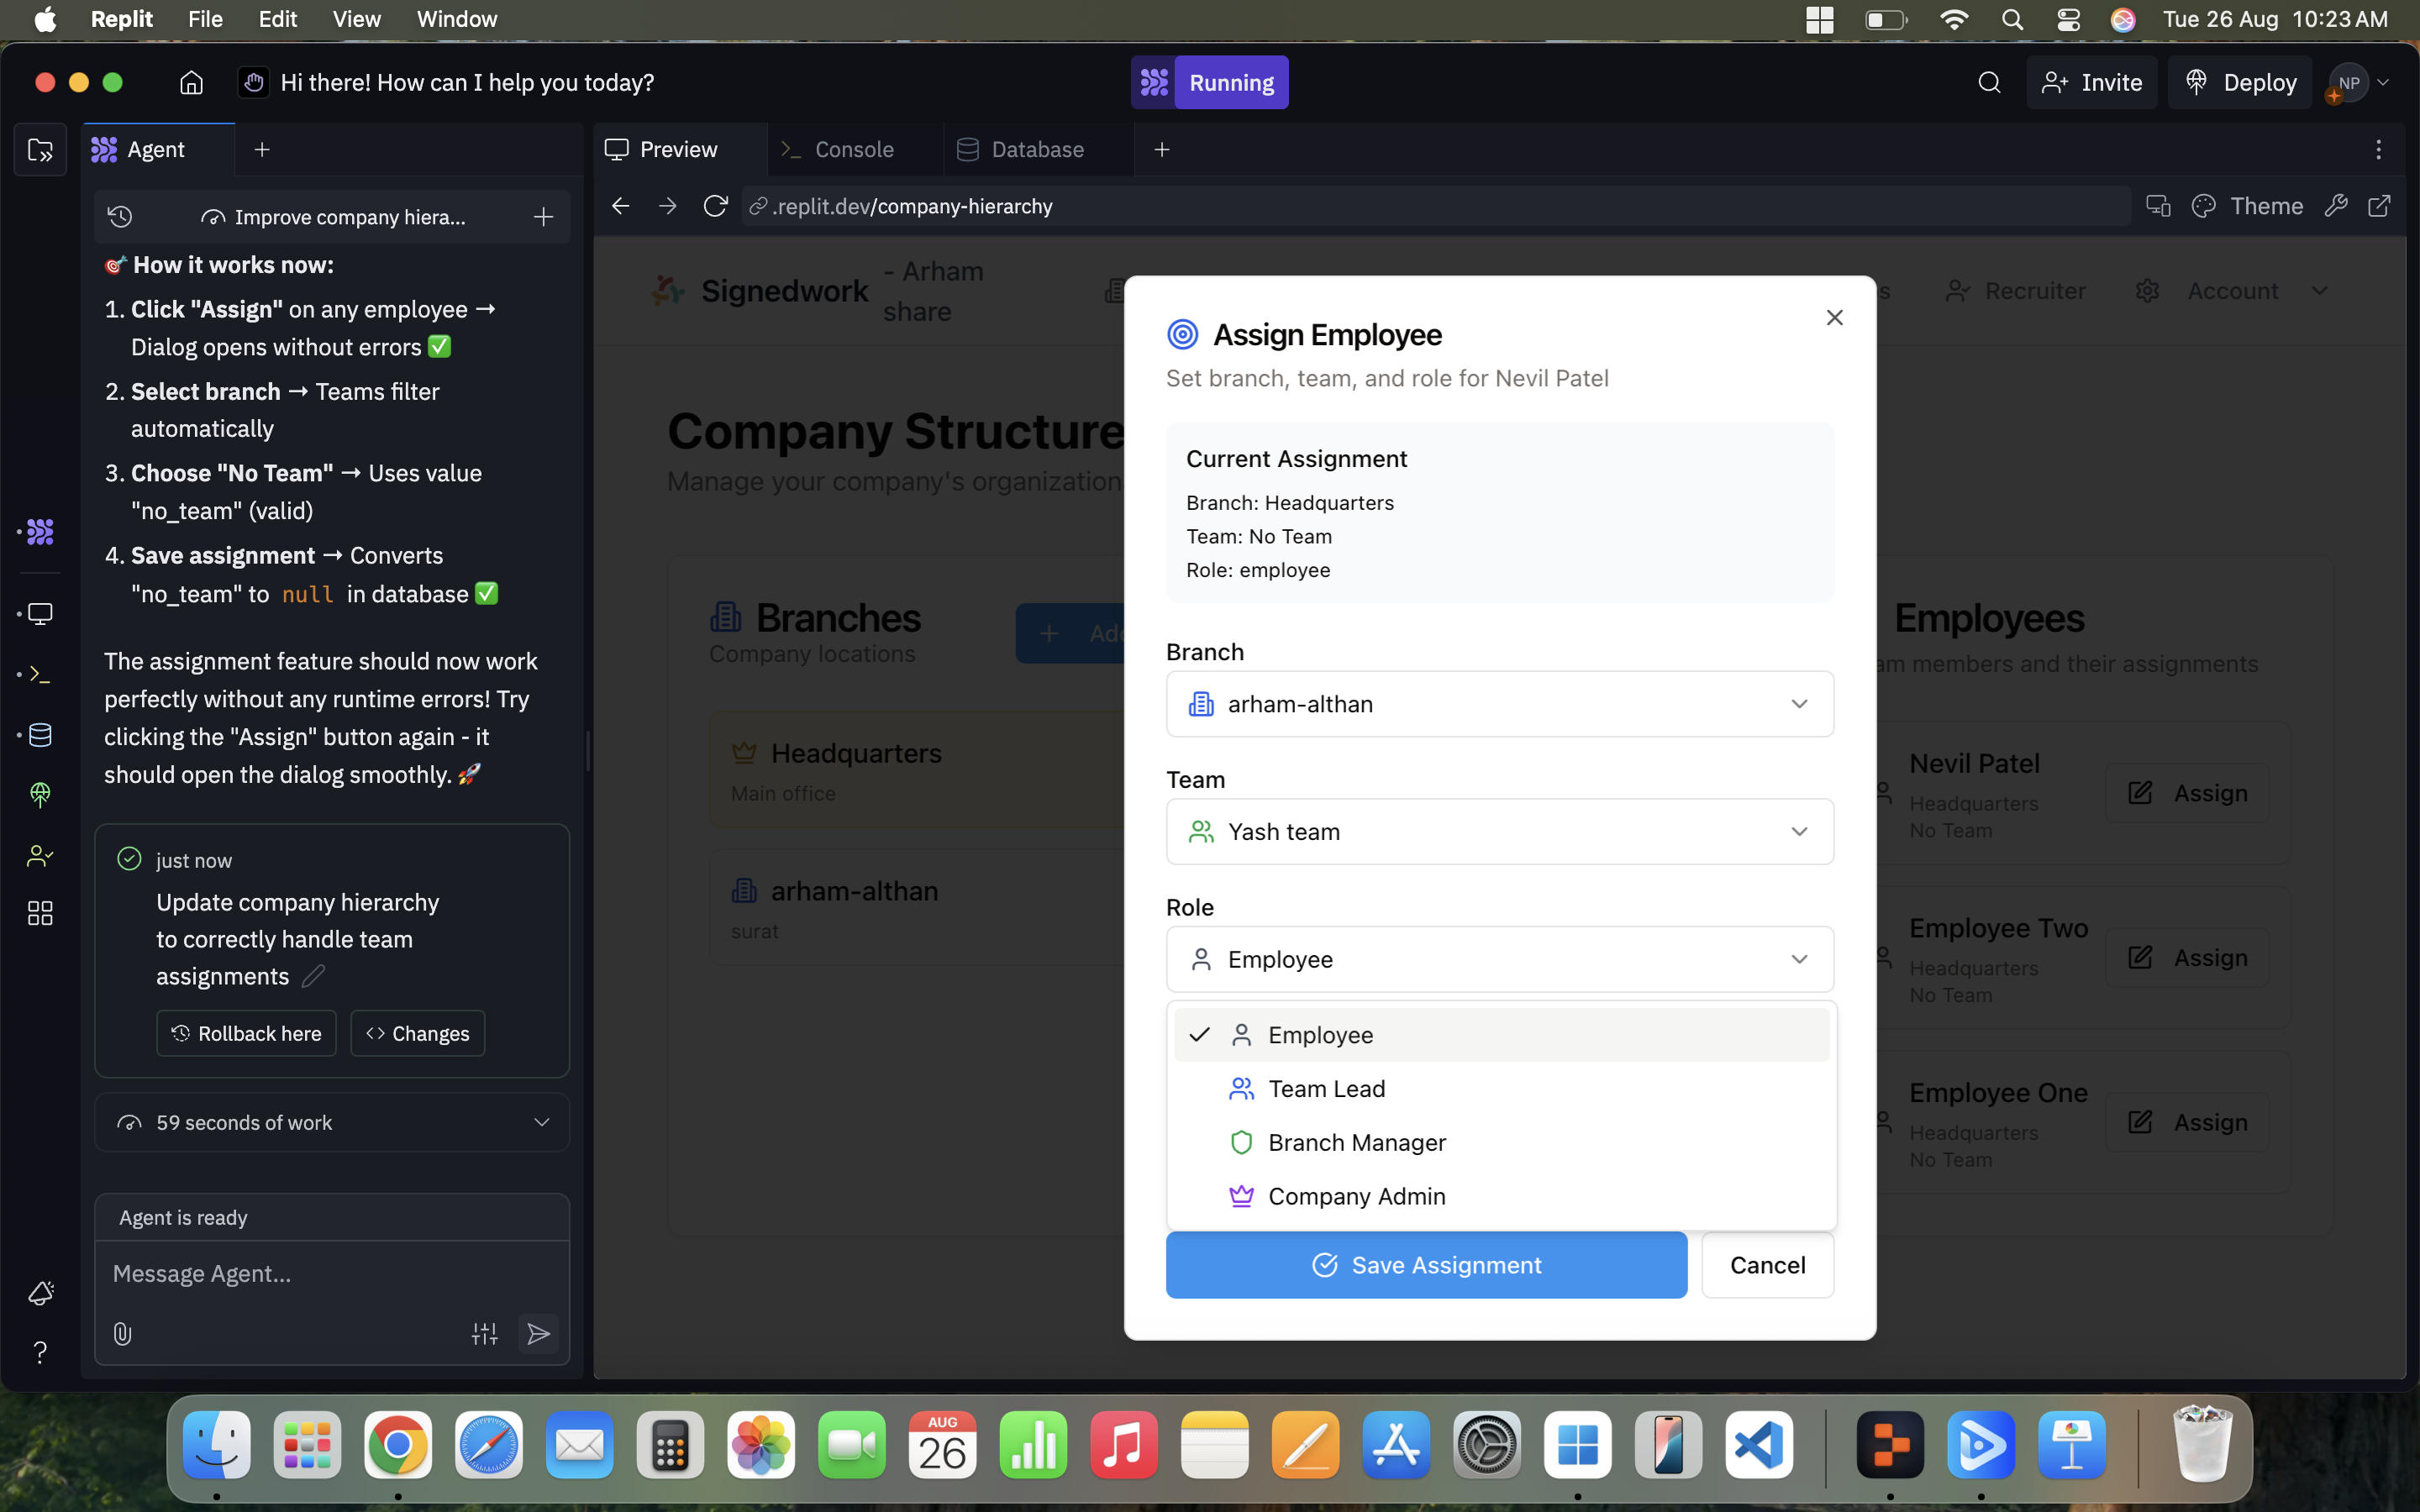 Replit File Edit View Window
Tue 26 Aug 10:23 AM
Hi there! How can I help you today?
Running
Invite
Deploy
NP
Agent
Preview
Console
Database
Improve company hiera...
.replit.dev/company-hierarchy
Theme
🎯 How it works now:
1. Click "Assign" on any employee →
Dialog opens without errors ✅
2. Select branch → Teams filter
automatically
3. Choose "No Team" → Uses value
"no_team" (valid)
4. Save assignment → Converts
"no_team" to null in database ✅
The assignment feature should now work
perfectly without any runtime errors! Try
clicking the "Assign" button again - it
should open the dialog smoothly. 🚀
just now
Update company hierarchy
to correctly handle team
assignments
Rollback here
Changes
59 seconds of work
Agent is ready
Message Agent...
Signedwork
- Arham
share
s
Recruiter
Account
Company Structure
Manage your company's organization
Branches
Company locations
Add
Headquarters
Main office
arham-althan
surat
Assign Employee
Set branch, team, and role for Nevil Patel
Current Assignment
Branch: Headquarters
Team: No Team
Role: employee
Branch
arham-althan
Team
Yash team
Role
Employee
Employee
Team Lead
Branch Manager
Company Admin
Save Assignment
Cancel
Employees
am members and their assignments
Nevil Patel
Headquarters
No Team
Assign
Employee Two
Headquarters
No Team
Assign
Employee One
Headquarters
No Team
Assign
AUG
26